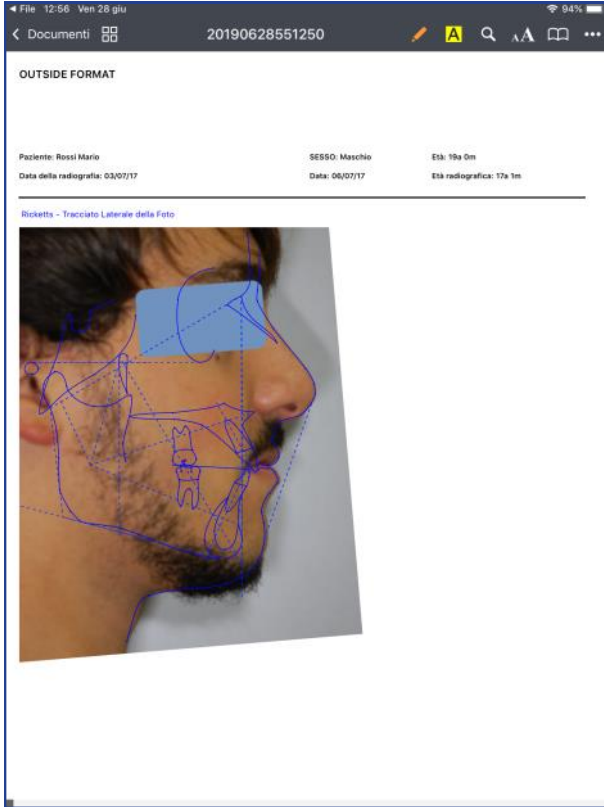 File 12:56 Ven 28 giu 94%
Documenti 20190628551250 A AA
OUTSIDE FORMAT
Paziente: Rossi Mario SESSO: Maschio Età: 19a 0m
Data della radiografia: 03/07/17 Data: 06/07/17 Età radiografica: 17a 1m
Ricketts - Tracciato Laterale della Foto